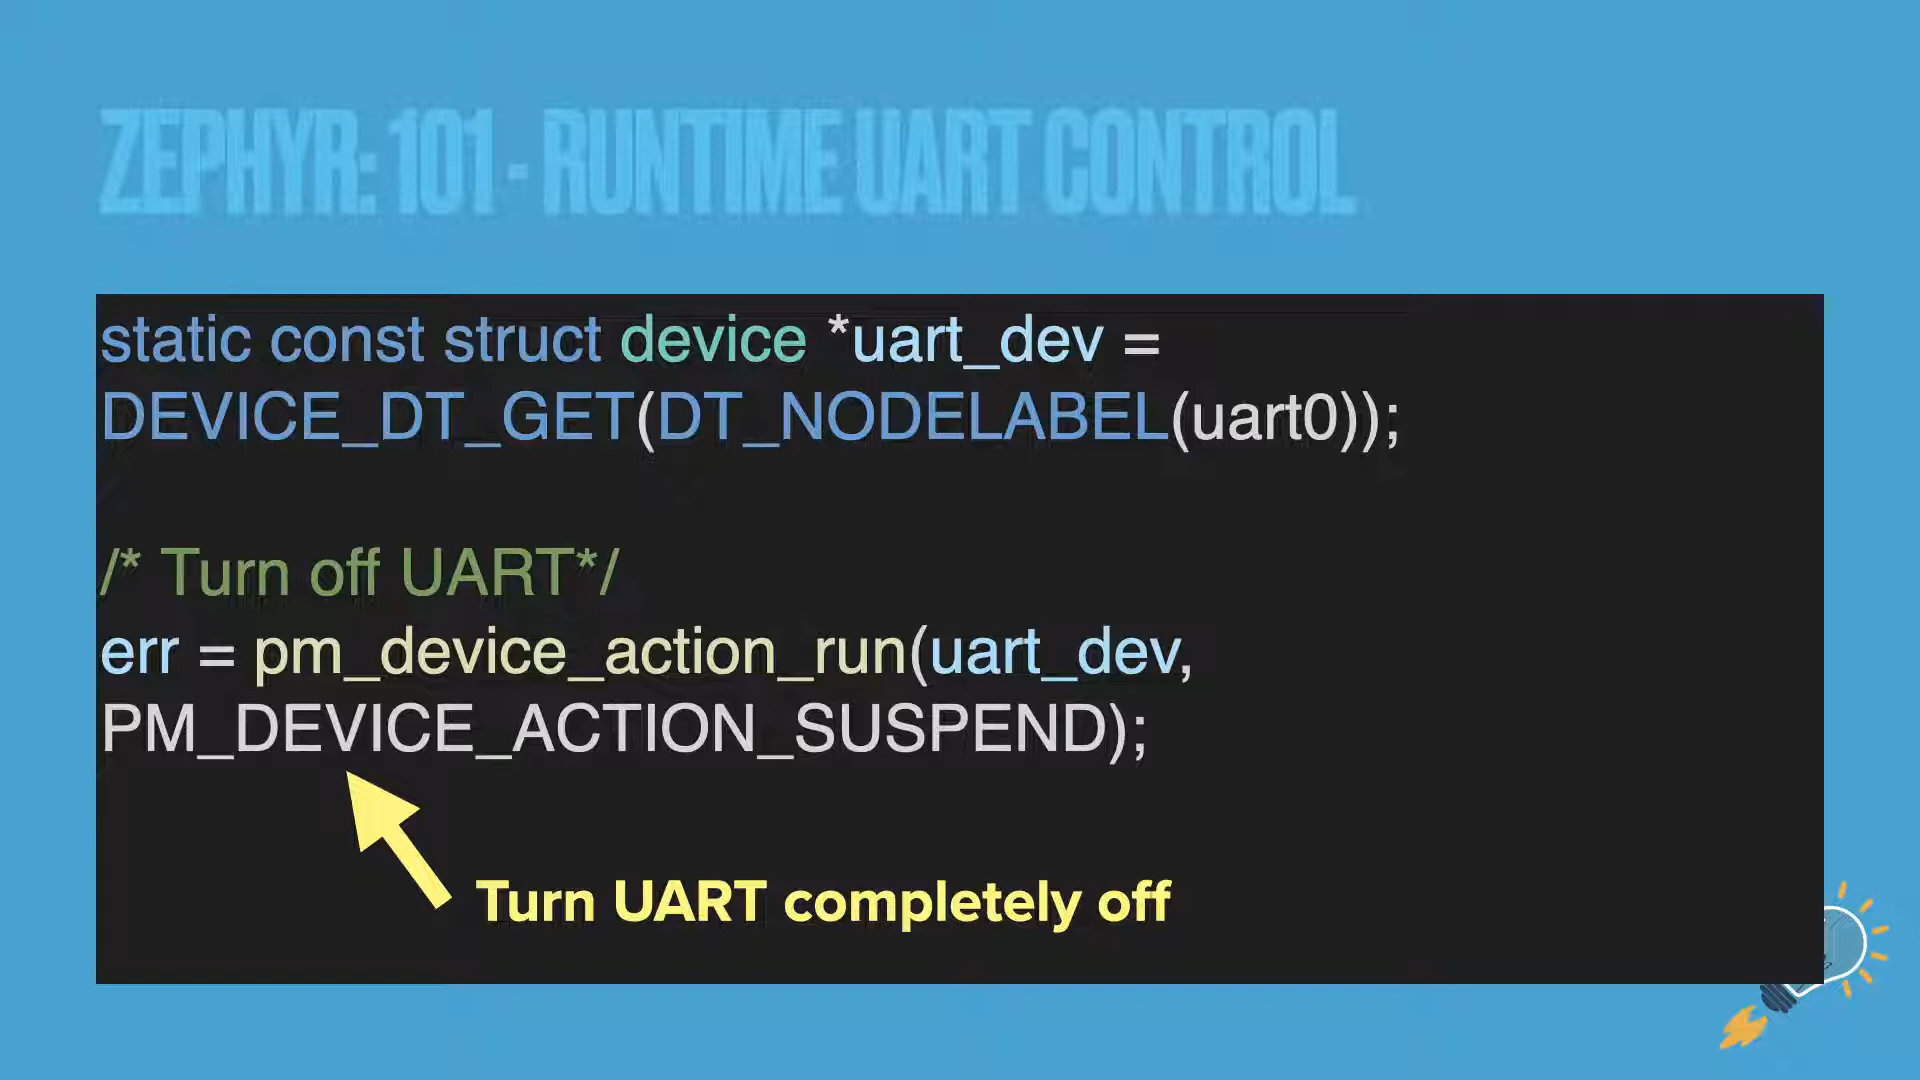 ZEPHYR: 101 - RUNTIME UART CONTROL
static const struct device *uart_dev =
DEVICE_DT_GET(DT_NODELABEL(uart0));
/* Turn off UART*/
err = pm_device_action_run(uart_dev,
PM_DEVICE_ACTION_SUSPEND);
Turn UART completely off